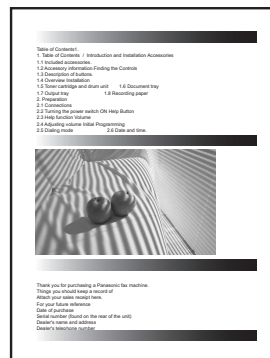 Table of Contents1.
1. Table of Contents / Introduction and Installation Accessories
1.1 Included accessories.
1.2 Accessory information.Finding the Controls
1.3 Description of buttons.
1.4 Overview Installation
1.5 Toner cartridge and drum unit 1.6 Document tray
1.7 Output tray 1.8 Recording paper
2. Preparation
2.1 Connections
2.2 Turning the power switch ON Help Button
2.3 Help function Volume
2.4 Adjusting volume Initial Programming
2.5 Dialing mode 2.6 Date and time.
Thank you for purchasing a Panasonic fax machine.
Things you should keep a record of
Attach your sales receipt here.
For your future reference
Date of purchase
Serial number (found on the rear of the unit)
Dealer's name and address
Dealer's telephone number